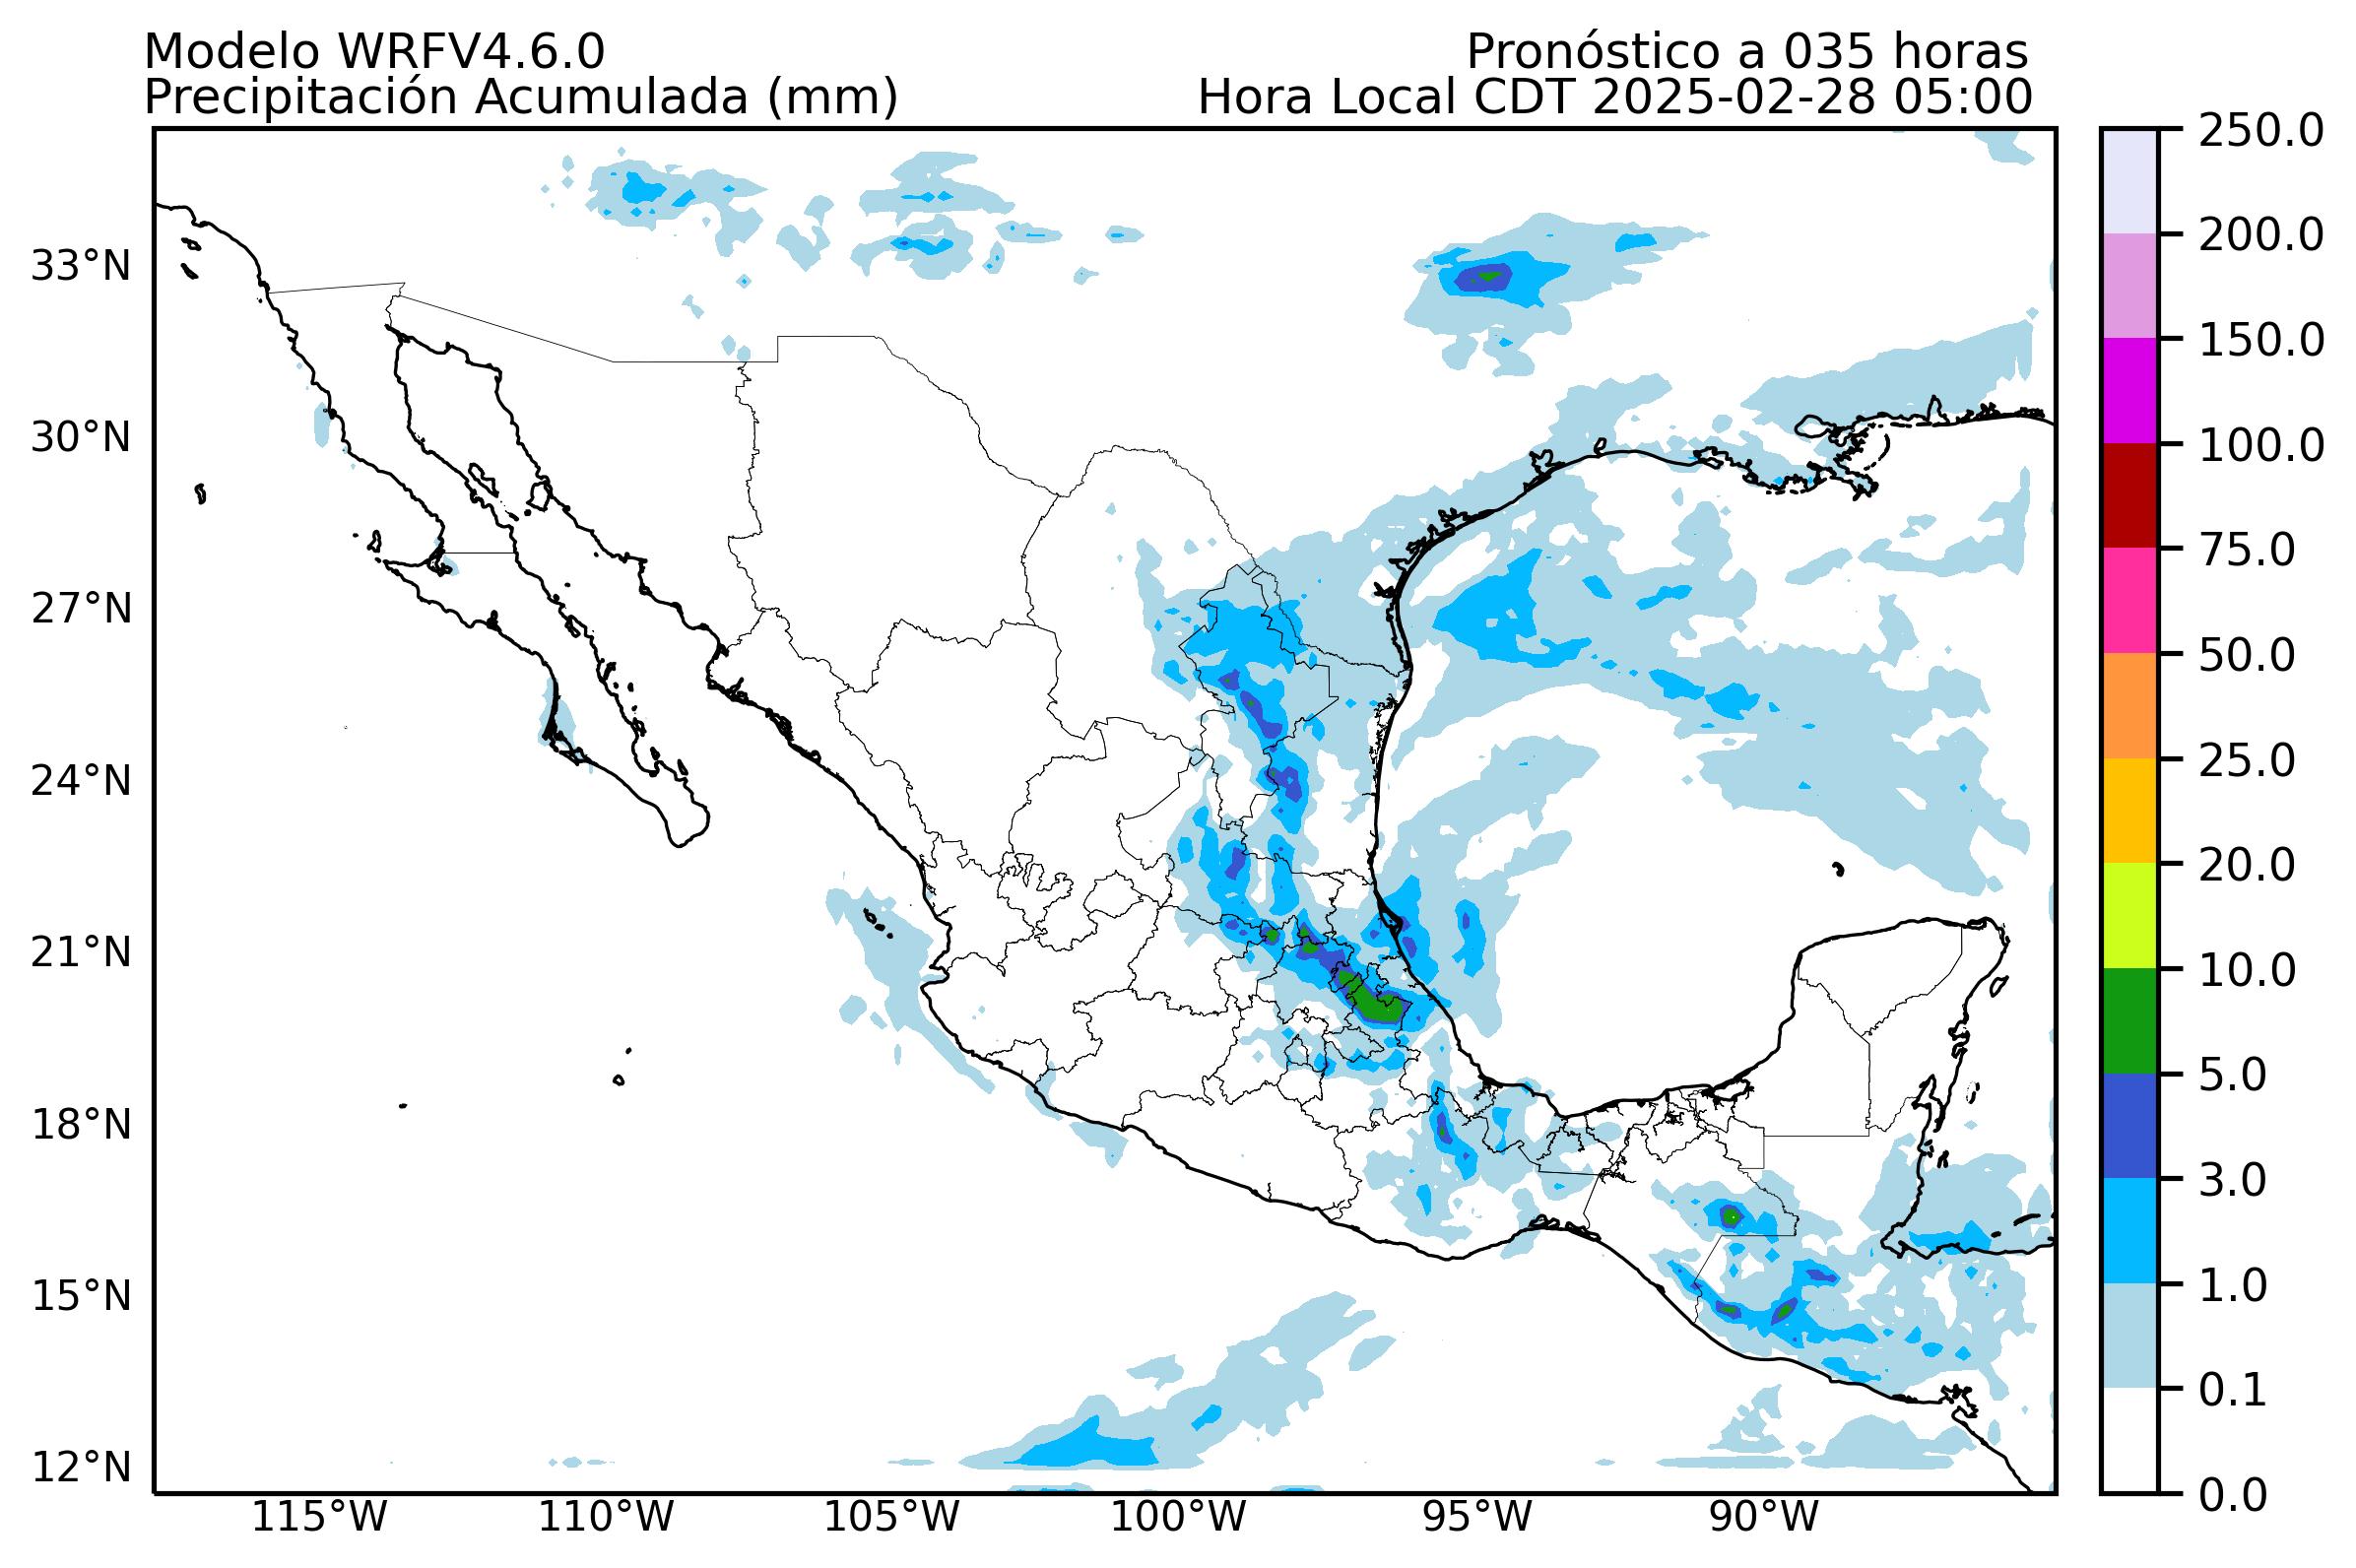 Modelo WRFV4.6.0
Pronóstico a 035 horas
Precipitación Acumulada (mm)
Hora Local CDT 2025-02-28 05:00
33°N
30°N
27°N
24°N
21°N
18°N
15°N
12°N
115°W
110°W
105°W
100°W
95°W
90°W
250.0
200.0
150.0
100.0
75.0
50.0
25.0
20.0
10.0
5.0
3.0
1.0
0.1
0.0